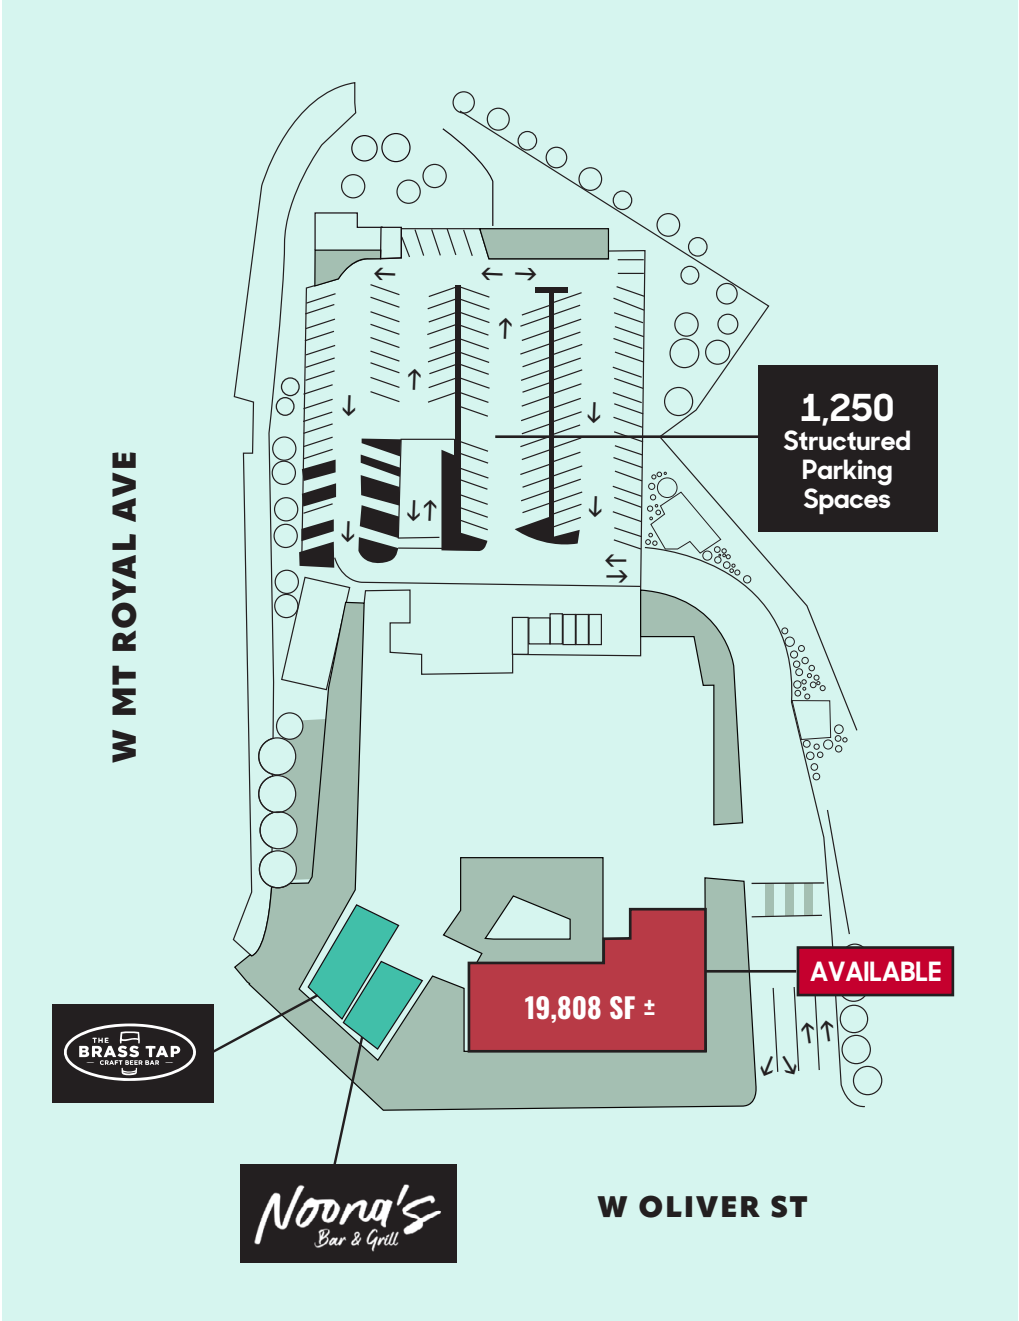 1,250
Structured
Parking
Spaces
W MT ROYAL AVE
AVAILABLE
19,808 SF ±
THE
BRASS TAP
CRAFT BEER BAR
Noona's
Bar & Grill
W OLIVER ST